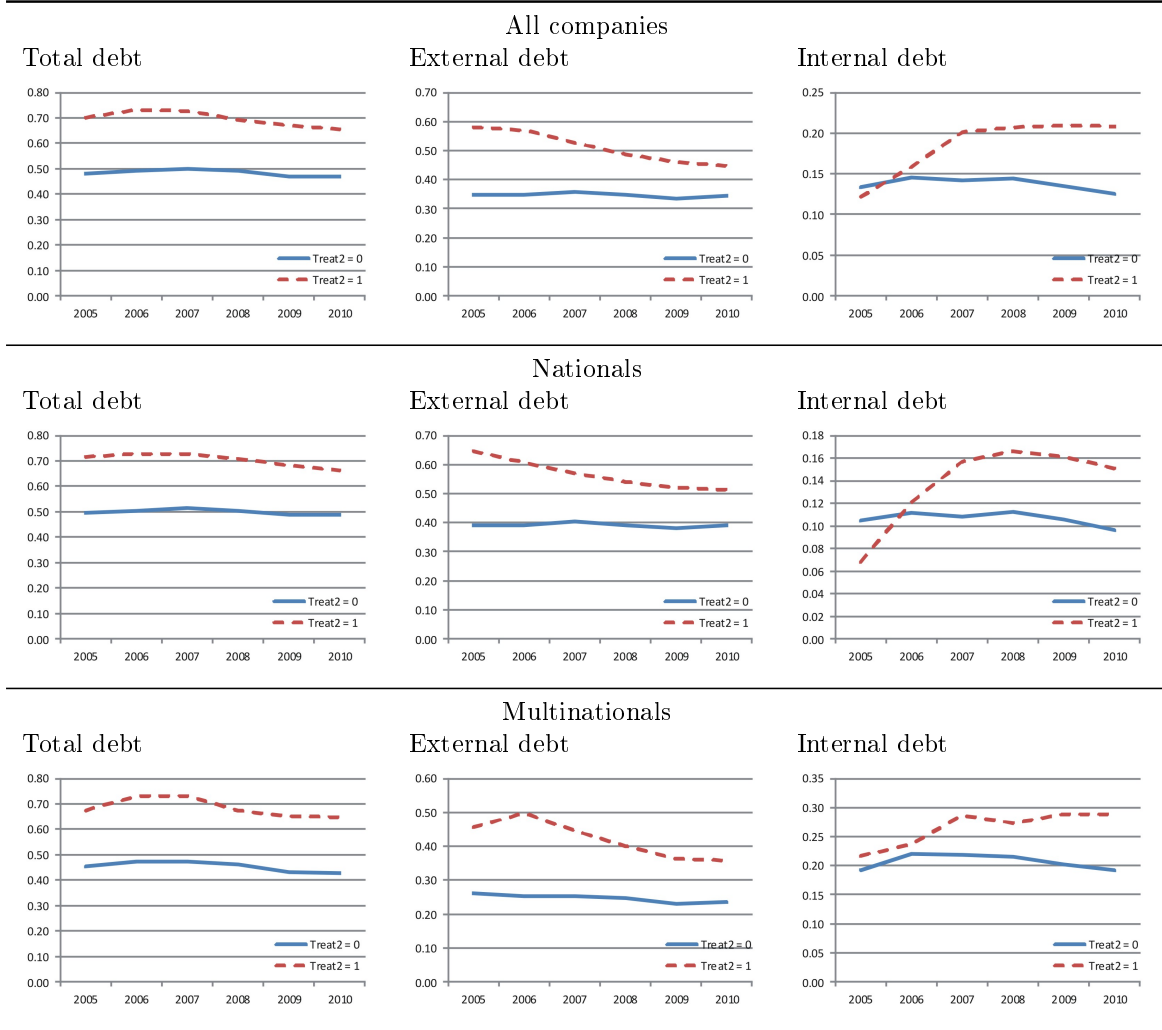 All companies
Total debt
External debt
Internal debt
0.80
0.70
0.60
0.50
0.40
0.30
0.20
0.10
0.00
2005 2006 2007 2008 2009 2010
Treat2 = 0
Treat2 = 1
0.70
0.60
0.50
0.40
0.30
0.20
0.10
0.00
2005 2006 2007 2008 2009 2010
Treat2 = 0
Treat2 = 1
0.25
0.20
0.15
0.10
0.05
0.00
2005 2006 2007 2008 2009 2010
Treat2 = 0
Treat2 = 1
Nationals
Total debt
External debt
Internal debt
0.80
0.70
0.60
0.50
0.40
0.30
0.20
0.10
0.00
2005 2006 2007 2008 2009 2010
Treat2 = 0
Treat2 = 1
0.70
0.60
0.50
0.40
0.30
0.20
0.10
0.00
2005 2006 2007 2008 2009 2010
Treat2 = 0
Treat2 = 1
0.18
0.16
0.14
0.12
0.10
0.08
0.06
0.04
0.02
0.00
2005 2006 2007 2008 2009 2010
Treat2 = 0
Treat2 = 1
Multinationals
Total debt
External debt
Internal debt
0.80
0.70
0.60
0.50
0.40
0.30
0.20
0.10
0.00
2005 2006 2007 2008 2009 2010
Treat2 = 0
Treat2 = 1
0.60
0.50
0.40
0.30
0.20
0.10
0.00
2005 2006 2007 2008 2009 2010
Treat2 = 0
Treat2 = 1
0.35
0.30
0.25
0.20
0.15
0.10
0.05
0.00
2005 2006 2007 2008 2009 2010
Treat2 = 0
Treat2 = 1